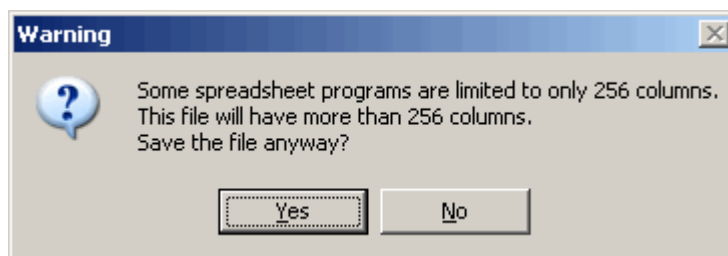 Warning
Some spreadsheet programs are limited to only 256 columns.
This file will have more than 256 columns.
Save the file anyway?
Yes
No